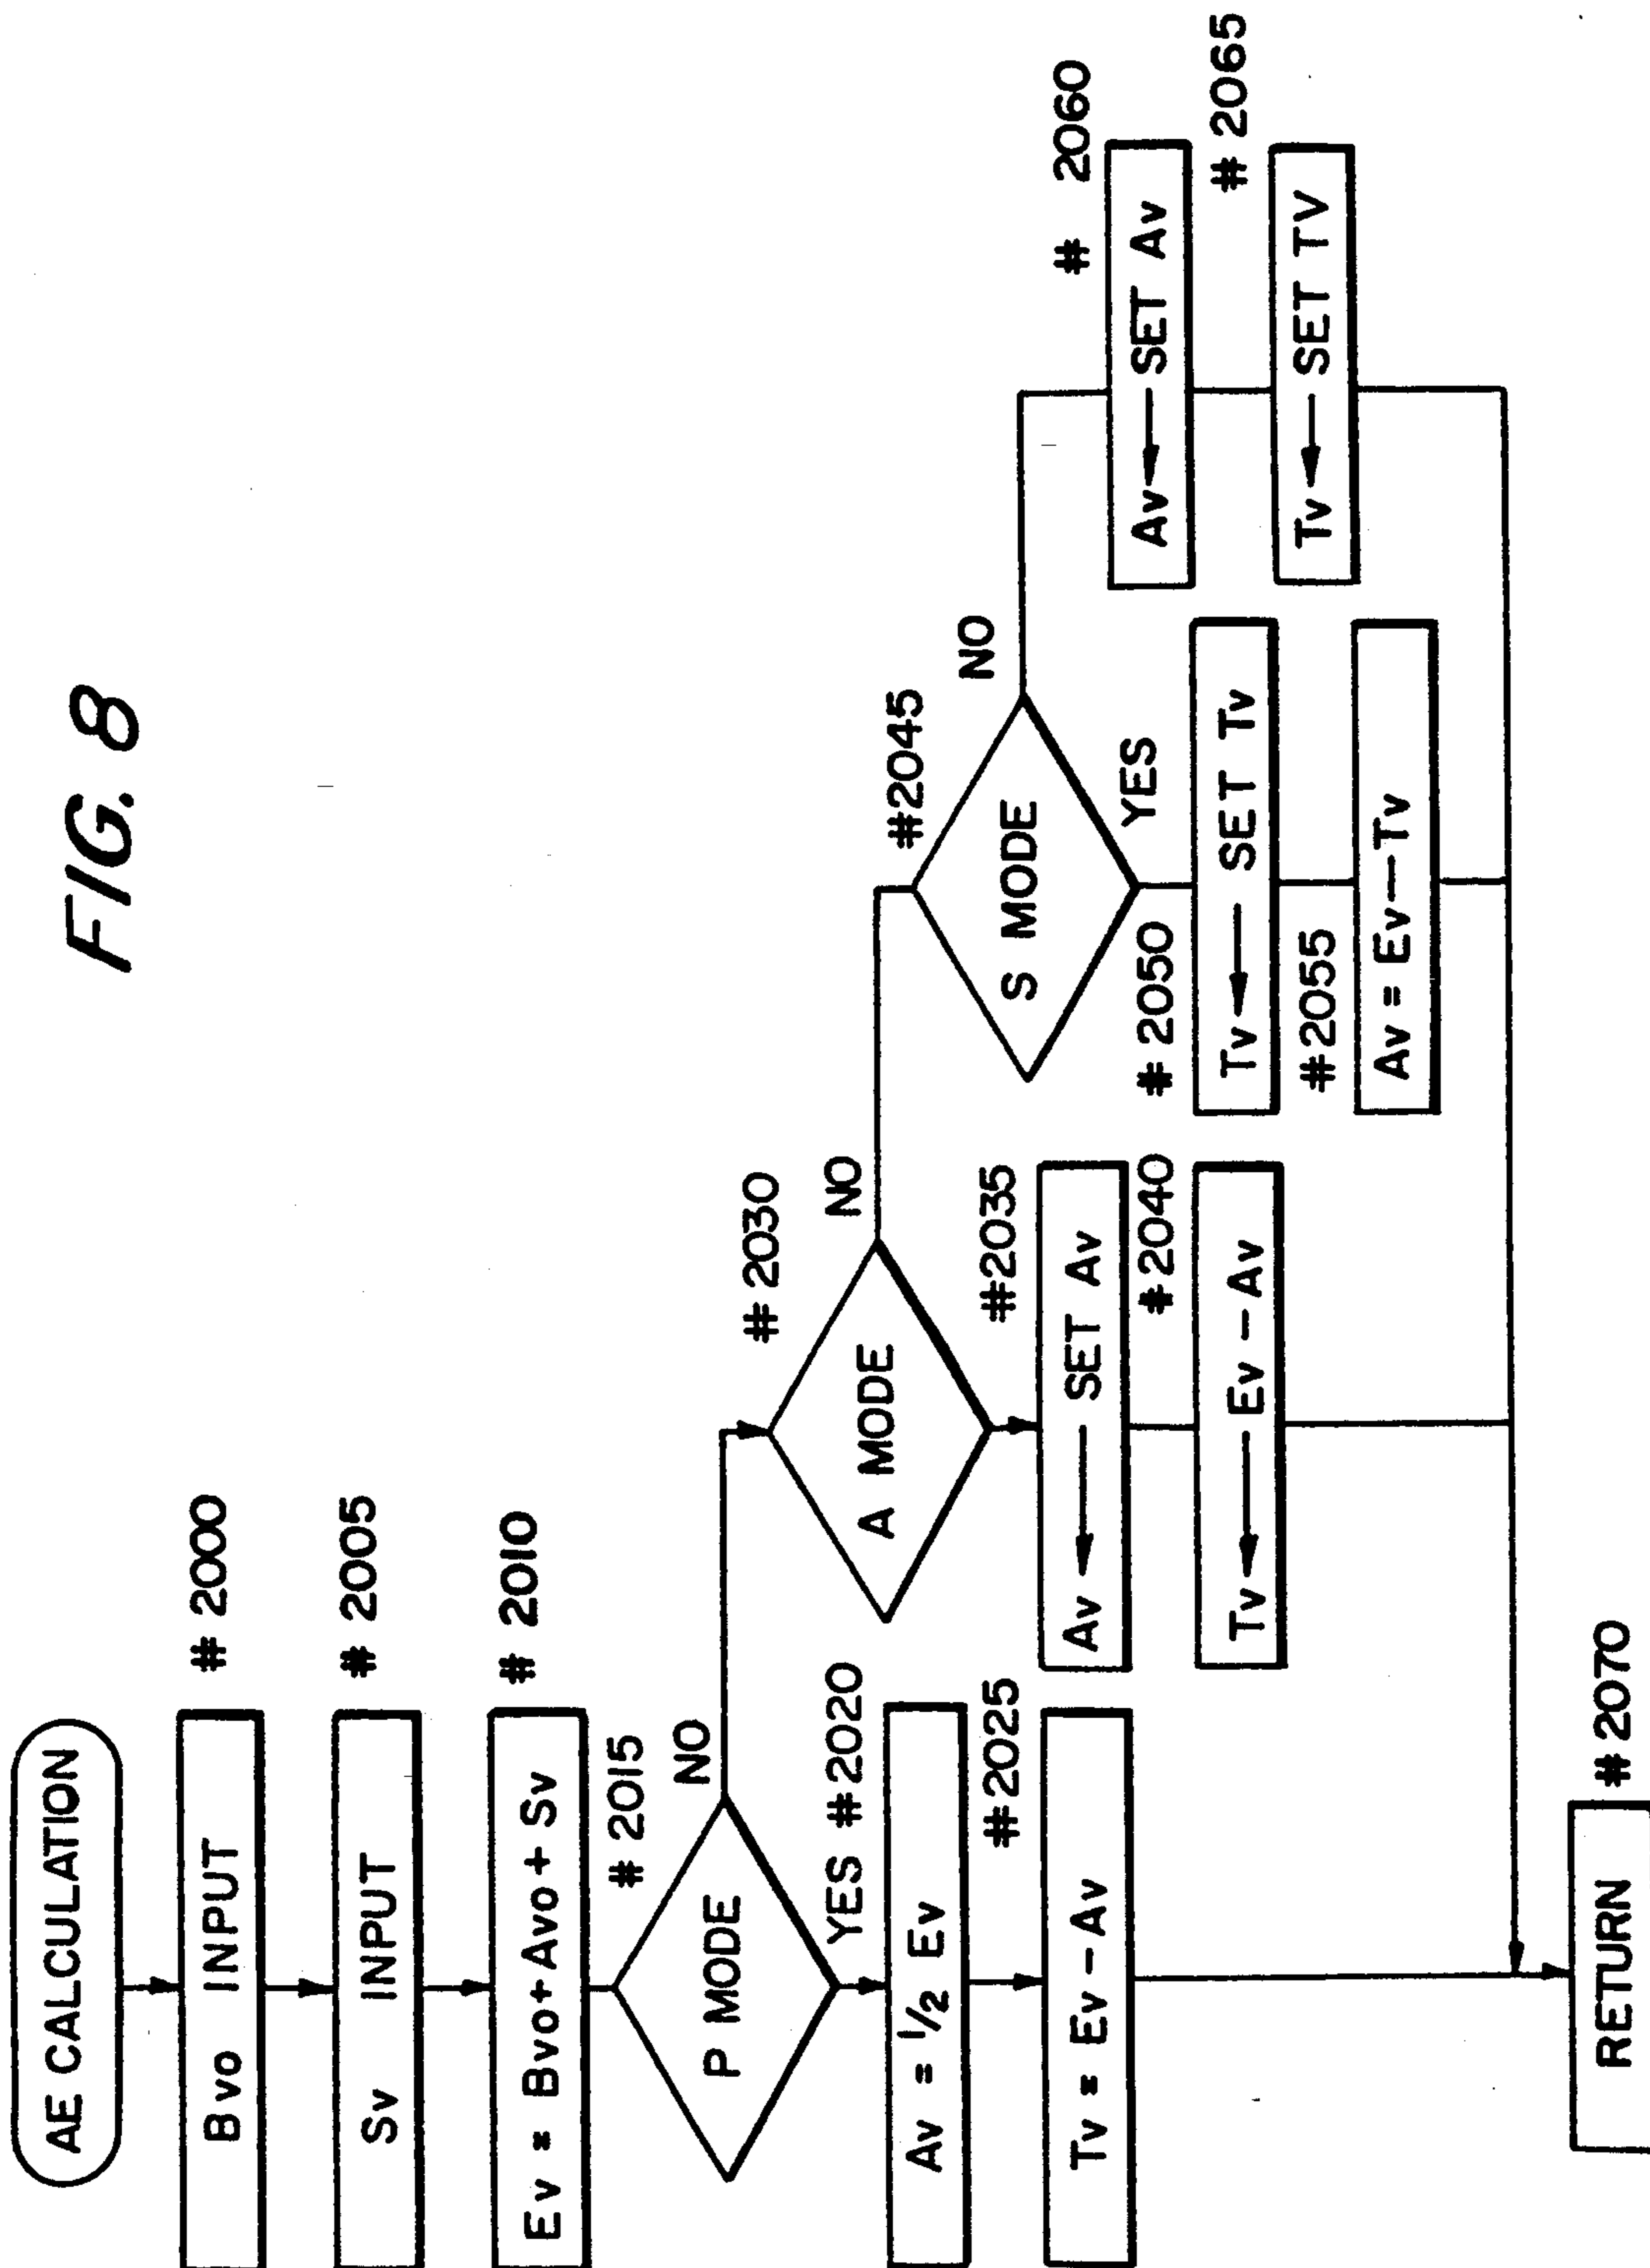 FIG. 8
AE CALCULATION
Bvo INPUT
# 2000
Sv INPUT
# 2005
Ev = Bvo+Avo+Sv
# 2010
P MODE
# 2015
NO
YES
# 2020
Av = 1/2 Ev
# 2025
Tv = Ev-Av
A MODE
# 2030
NO
# 2035
Av ← SET Av
# 2040
Tv ← Ev - Av
S MODE
# 2045
NO
YES
# 2050
Tv ← SET Tv
# 2055
Av = Ev-Tv
# 2060
Av ← SET Av
# 2065
Tv ← SET TV
RETURN
# 2070